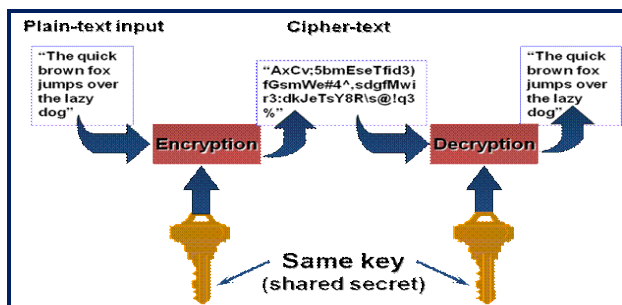 Plain-text input
Cipher-text
“The quick
brown fox
jumps over
the lazy
dog”
“AxCv;5bmEseTfid3)
fGsmWe#4^,sdgfMwi
r3:dkJeTsY8R\s@!q3
%”
“The quick
brown fox
jumps over
the lazy
dog”
Encryption
Decryption
Same key
(shared secret)